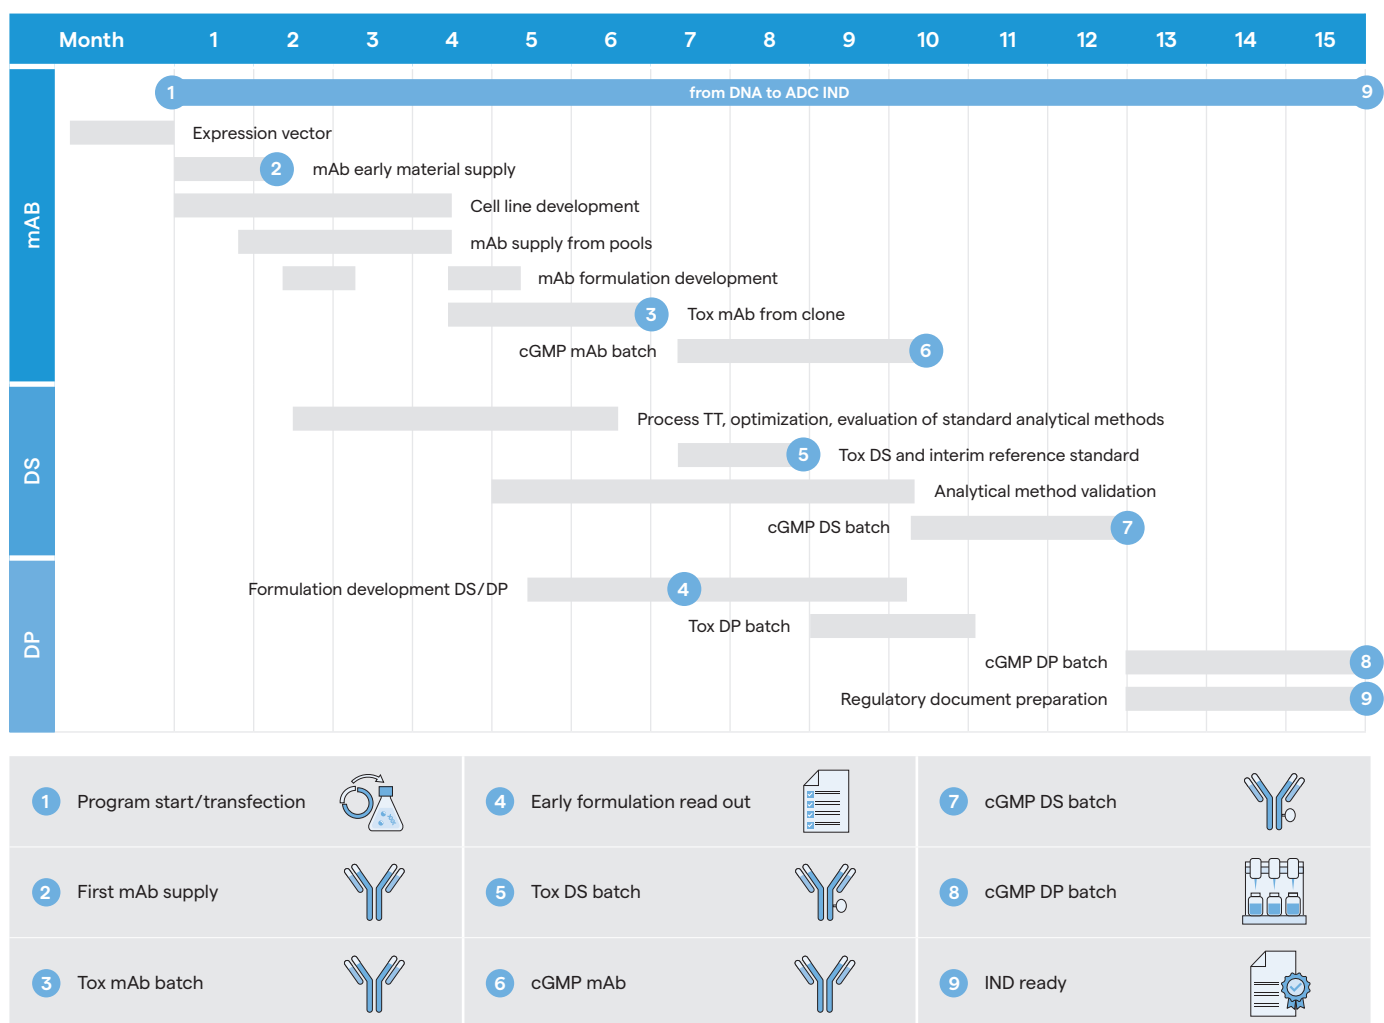 Month 1 2 3 4 5 6 7 8 9 10 11 12 13 14 15
mAB
1 from DNA to ADC IND 9
Expression vector
2 mAb early material supply
Cell line development
mAb supply from pools
mAb formulation development
3 Tox mAb from clone
cGMP mAb batch 6
DS
Process TT, optimization, evaluation of standard analytical methods
5 Tox DS and interim reference standard
Analytical method validation
cGMP DS batch 7
DP
Formulation development DS/DP 4
Tox DP batch
cGMP DP batch 8
Regulatory document preparation 9
1 Program start/transfection
2 First mAb supply
3 Tox mAb batch
4 Early formulation read out
5 Tox DS batch
6 cGMP mAb
7 cGMP DS batch
8 cGMP DP batch
9 IND ready